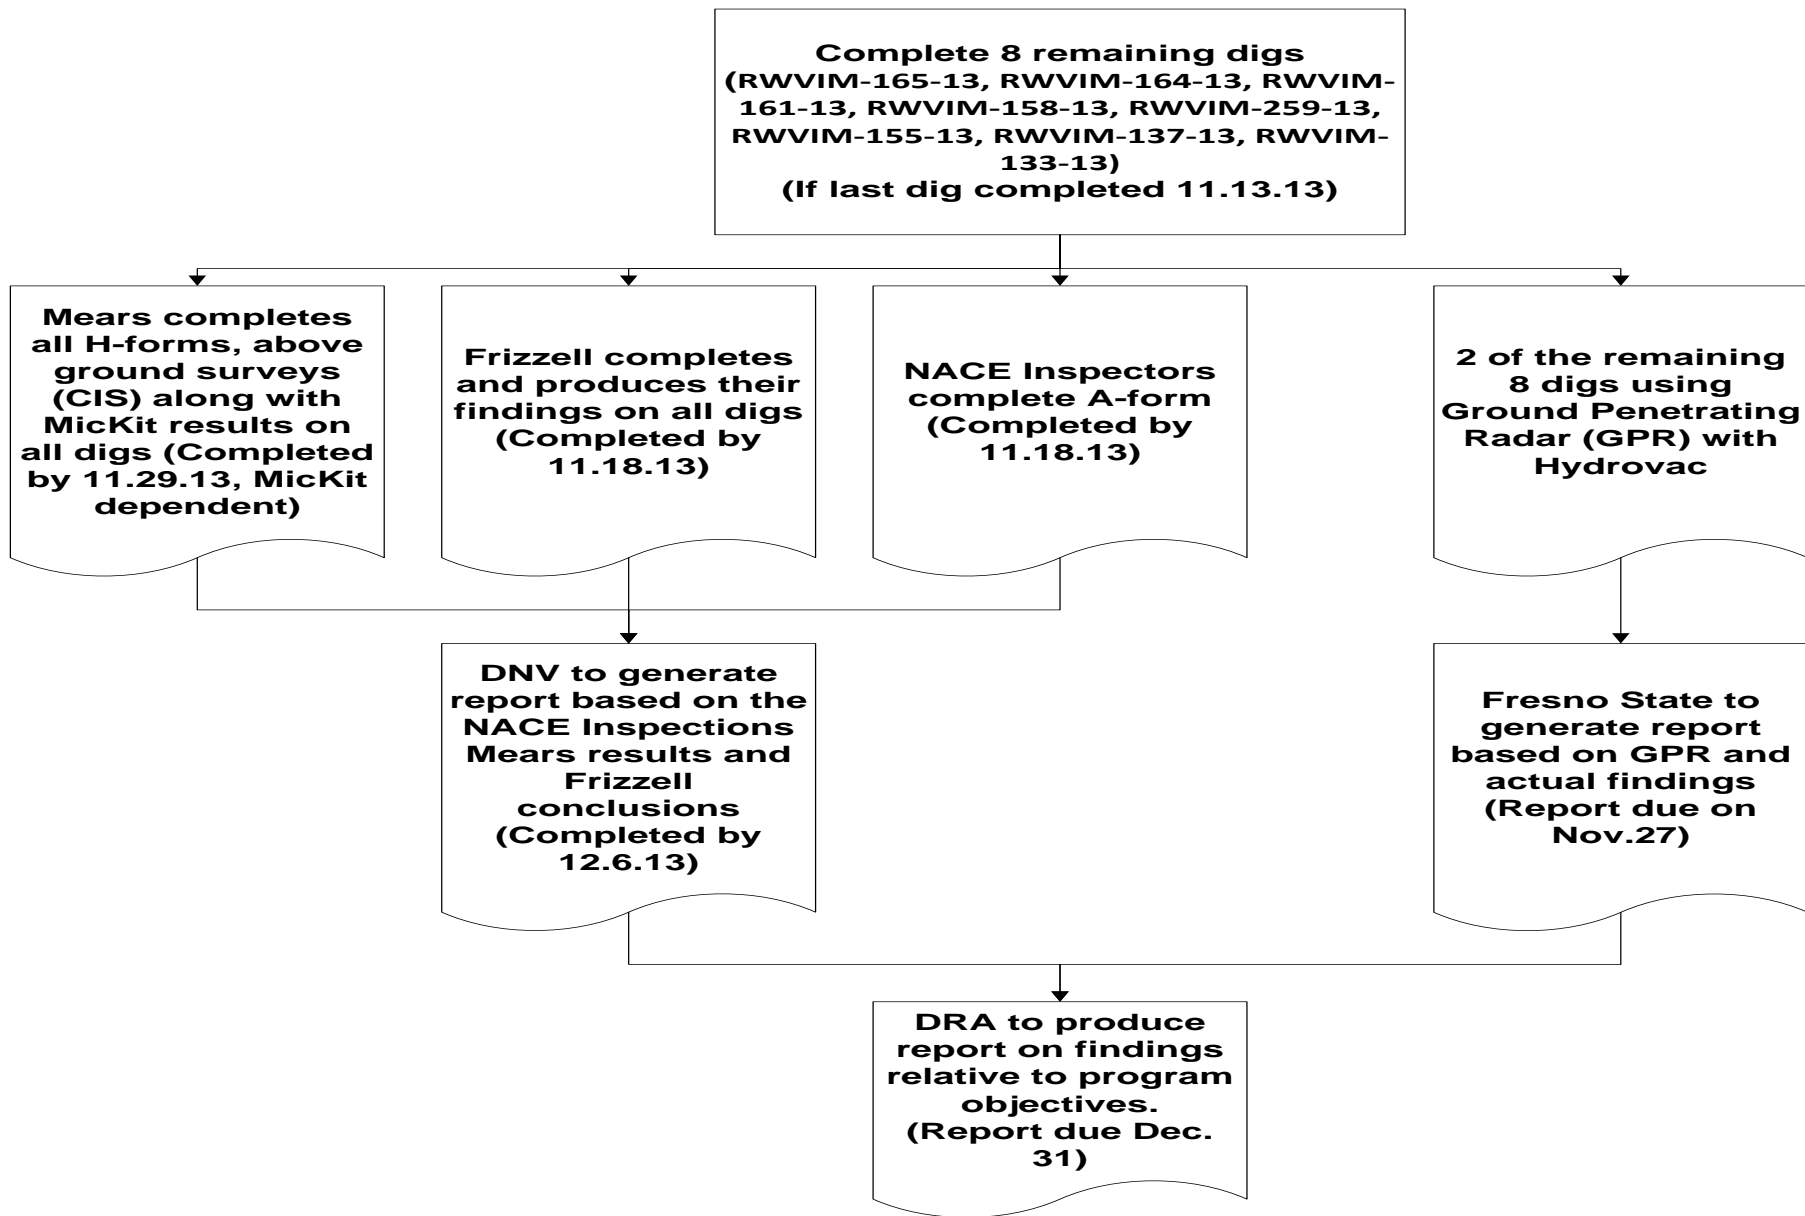 Complete 8 remaining digs
(RWVIM-165-13, RWVIM-164-13, RWVIM-
161-13, RWVIM-158-13, RWVIM-259-13,
RWVIM-155-13, RWVIM-137-13, RWVIM-
133-13)
(If last dig completed 11.13.13)
Mears completes
all H-forms, above
ground surveys
(CIS) along with
MicKit results on
all digs (Completed
by 11.29.13, MicKit
dependent)
Frizzell completes
and produces their
findings on all digs
(Completed by
11.18.13)
NACE Inspectors
complete A-form
(Completed by
11.18.13)
2 of the remaining
8 digs using
Ground Penetrating
Radar (GPR) with
Hydrovac
DNV to generate
report based on the
NACE Inspections
Mears results and
Frizzell
conclusions
(Completed by
12.6.13)
Fresno State to
generate report
based on GPR and
actual findings
(Report due on
Nov.27)
DRA to produce
report on findings
relative to program
objectives.
(Report due Dec.
31)